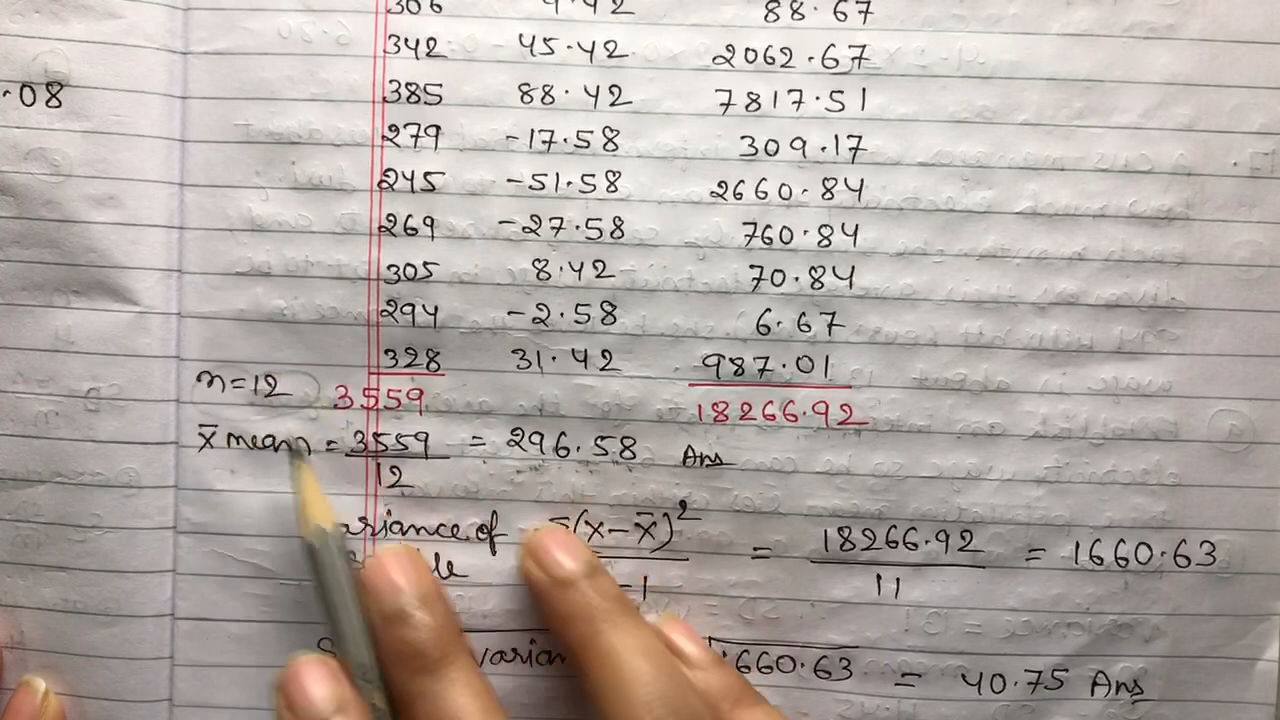 306 9.42 88.67
342 45.42 2062.67
.08
385 88.42 7817.51
279 -17.58 309.17
245 -51.58 2660.84
269 -27.58 760.84
305 8.42 70.84
294 -2.58 6.67
328 31.42 987.01
n=12 3559 18266.92
x̄ mean = 3559/12 = 296.58 Ans
ariance of (x-x̄)² / -1 = 18266.92/11 = 1660.63
le
S varian 1660.63 = 40.75 Ans